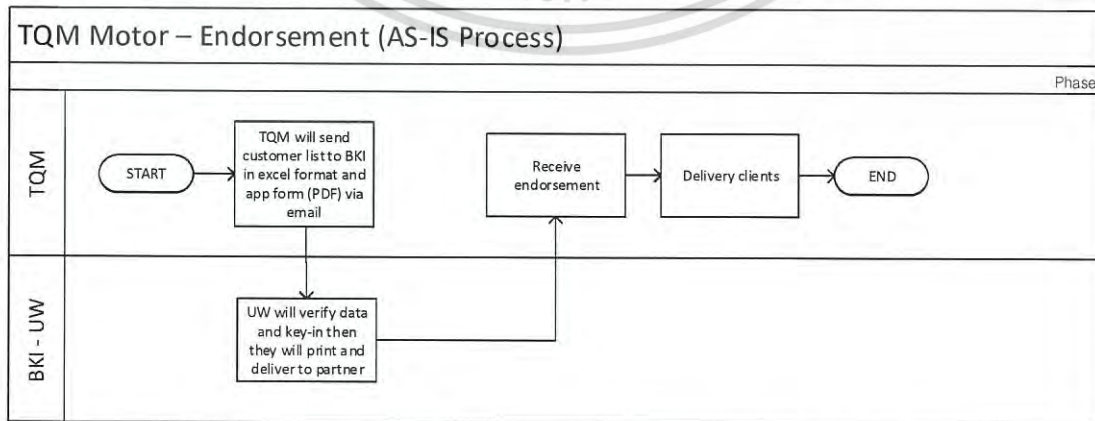 TQM Motor – Endorsement (AS-IS Process)
Phase
TQM
START
TQM will send
customer list to BKI
in excel format and
app form (PDF) via
email
Receive
endorsement
Delivery clients
END
BKI - UW
UW will verify data
and key-in then
they will print and
deliver to partner